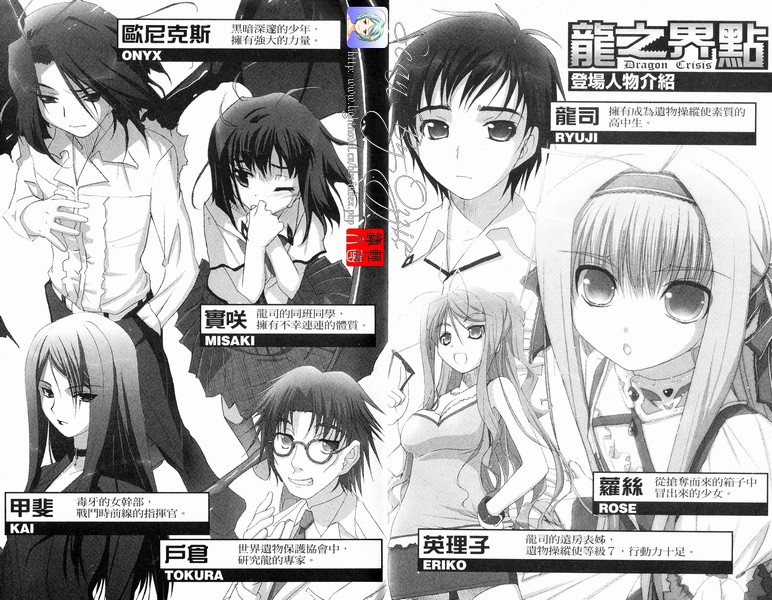 龍之界點
Dragon Crisis
登場人物介紹
龍司
RYUJI
擁有成為遺物操縱使素質的
高中生。
蘿絲
ROSE
從搶奪而來的箱子中
冒出來的少女。
英理子
ERIKO
龍司的遠房表姊，
遺物操縱使等級7，行動力十足。
歐尼克斯
ONYX
黑暗深邃的少年，
擁有強大的力量。
實咲
MISAKI
龍司的同班同學，
擁有不幸連連的體質。
甲斐
KAI
毒牙的女幹部，
戰鬥時前線的指揮官。
戶倉
TOKURA
世界遺物保護協會中，
研究龍的專家。